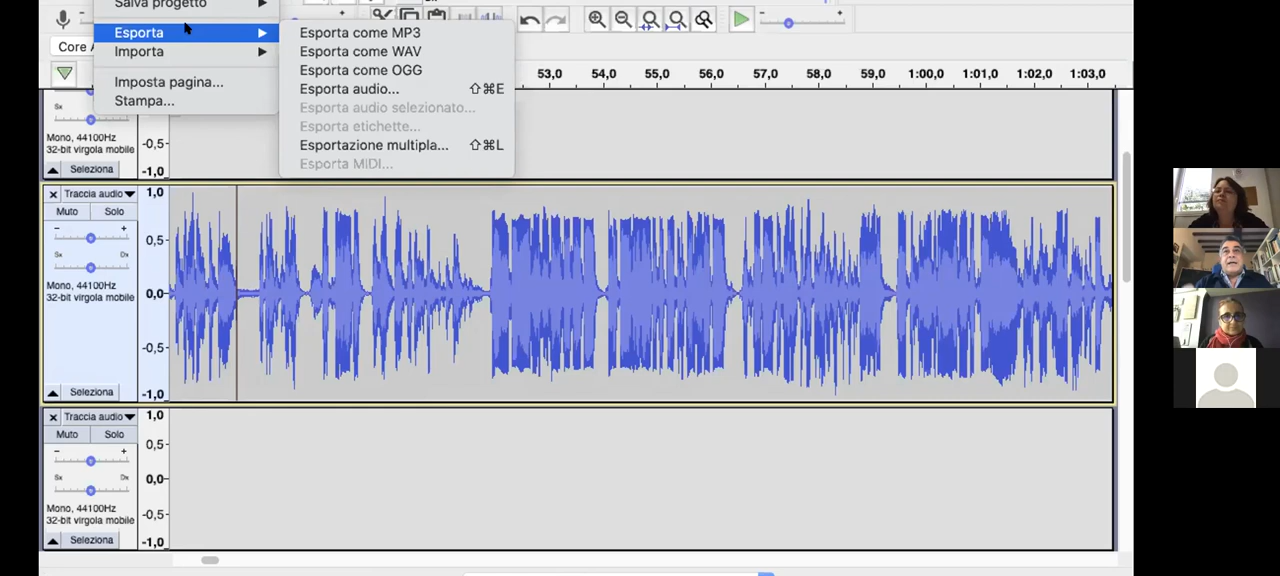 Salva progetto
Esporta
Importa
Imposta pagina...
Stampa...
Esporta come MP3
Esporta come WAV
Esporta come OGG
Esporta audio... ⇧⌘E
Esporta audio selezionato...
Esporta etichette...
Esportazione multipla... ⇧⌘L
Esporta MIDI...
Core
53,0 54,0 55,0 56,0 57,0 58,0 59,0 1:00,0 1:01,0 1:02,0 1:03,0
Sx Dx
Mono, 44100Hz
32-bit virgola mobile
Seleziona
-0,5
-1,0
Traccia audio
Muto Solo
- +
Sx Dx
Mono, 44100Hz
32-bit virgola mobile
Seleziona
1,0
0,5
0,0
-0,5
-1,0
Traccia audio
Muto Solo
- +
Sx Dx
Mono, 44100Hz
32-bit virgola mobile
Seleziona
1,0
0,5
0,0
-0,5
-1,0